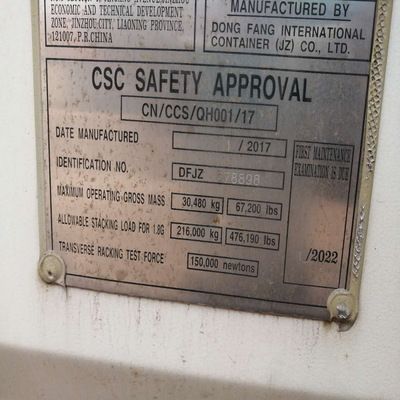 ECONOMIC AND TECHNICAL DEVELOPMENT
ZONE, JINZHOU CITY, LIAONING PROVINCE,
121007, P.R.CHINA
MANUFACTURED BY
DONG FANG INTERNATIONAL
CONTAINER (JZ) CO., LTD.
CSC SAFETY APPROVAL
CN/CCS/QH001/17
DATE MANUFACTURED
/2017
IDENTIFICATION NO.
DFJZ
MAXIMUM OPERATING GROSS MASS
30,480 kg
67,200 lbs
ALLOWABLE STACKING LOAD FOR 1.8G
216,000 kg
476,190 lbs
TRANSVERSE RACKING TEST FORCE
150,000 newtons
FIRST MAINTENANCE
EXAMINATION IS DUE
/2022